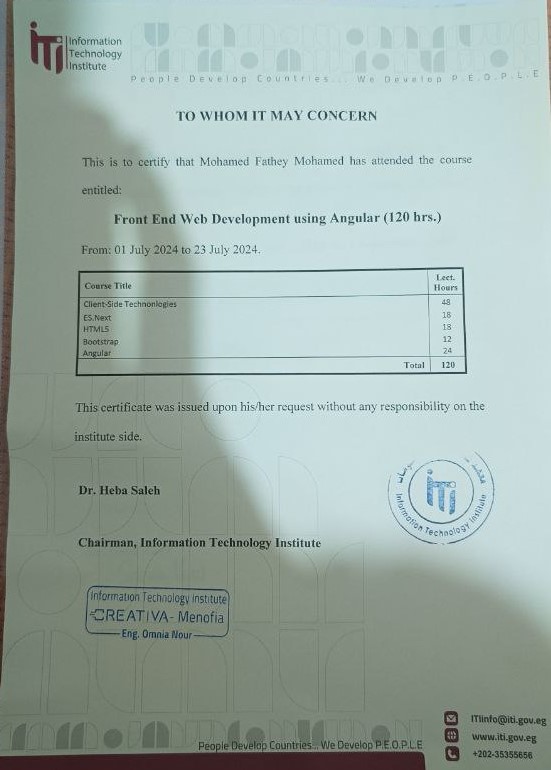 iTi
Information
Technology
Institute
People Develop Countries... We Develop P.E.O.P.L.E
TO WHOM IT MAY CONCERN
This is to certify that Mohamed Fathey Mohamed has attended the course
entitled:
Front End Web Development using Angular (120 hrs.)
From: 01 July 2024 to 23 July 2024.
Course Title Lect. Hours
Client-Side Technonlogies 48
ES.Next 18
HTML5 18
Bootstrap 12
Angular 24
Total 120
This certificate was issued upon his/her request without any responsibility on the
institute side.
Dr. Heba Saleh
Chairman, Information Technology Institute
iTi
Information Technology Institute
Information Technology Institute
CREATIVA- Menofia
Eng. Omnia Nour
ITIinfo@iti.gov.eg
www.iti.gov.eg
+202-35355656
People Develop Countries... We Develop P.E.O.P.L.E